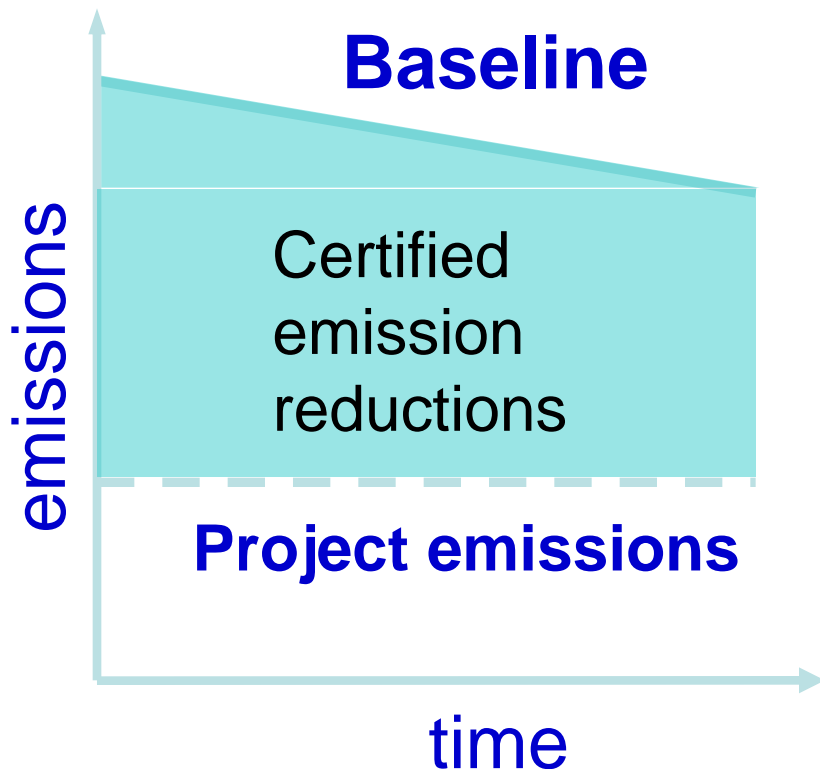 Baseline
emissions
Certified
emission
reductions
Project emissions
time